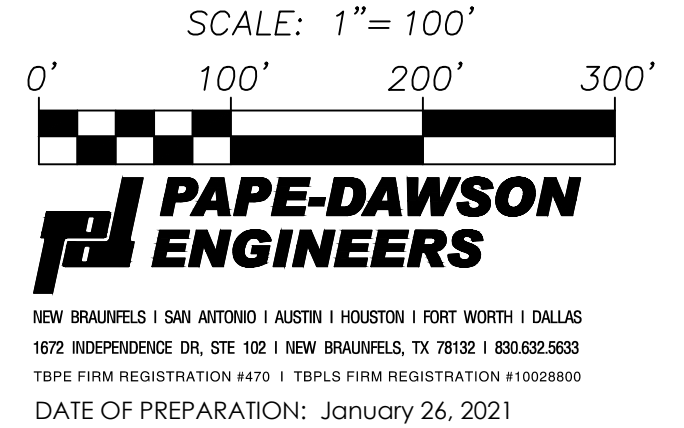 SCALE: 1"= 100'
0' 100' 200' 300'
pd PAPE-DAWSON
ENGINEERS
NEW BRAUNFELS I SAN ANTONIO I AUSTIN I HOUSTON I FORT WORTH I DALLAS
1672 INDEPENDENCE DR, STE 102 I NEW BRAUNFELS, TX 78132 I 830.632.5633
TBPE FIRM REGISTRATION #470 I TBPLS FIRM REGISTRATION #10028800
DATE OF PREPARATION: January 26, 2021